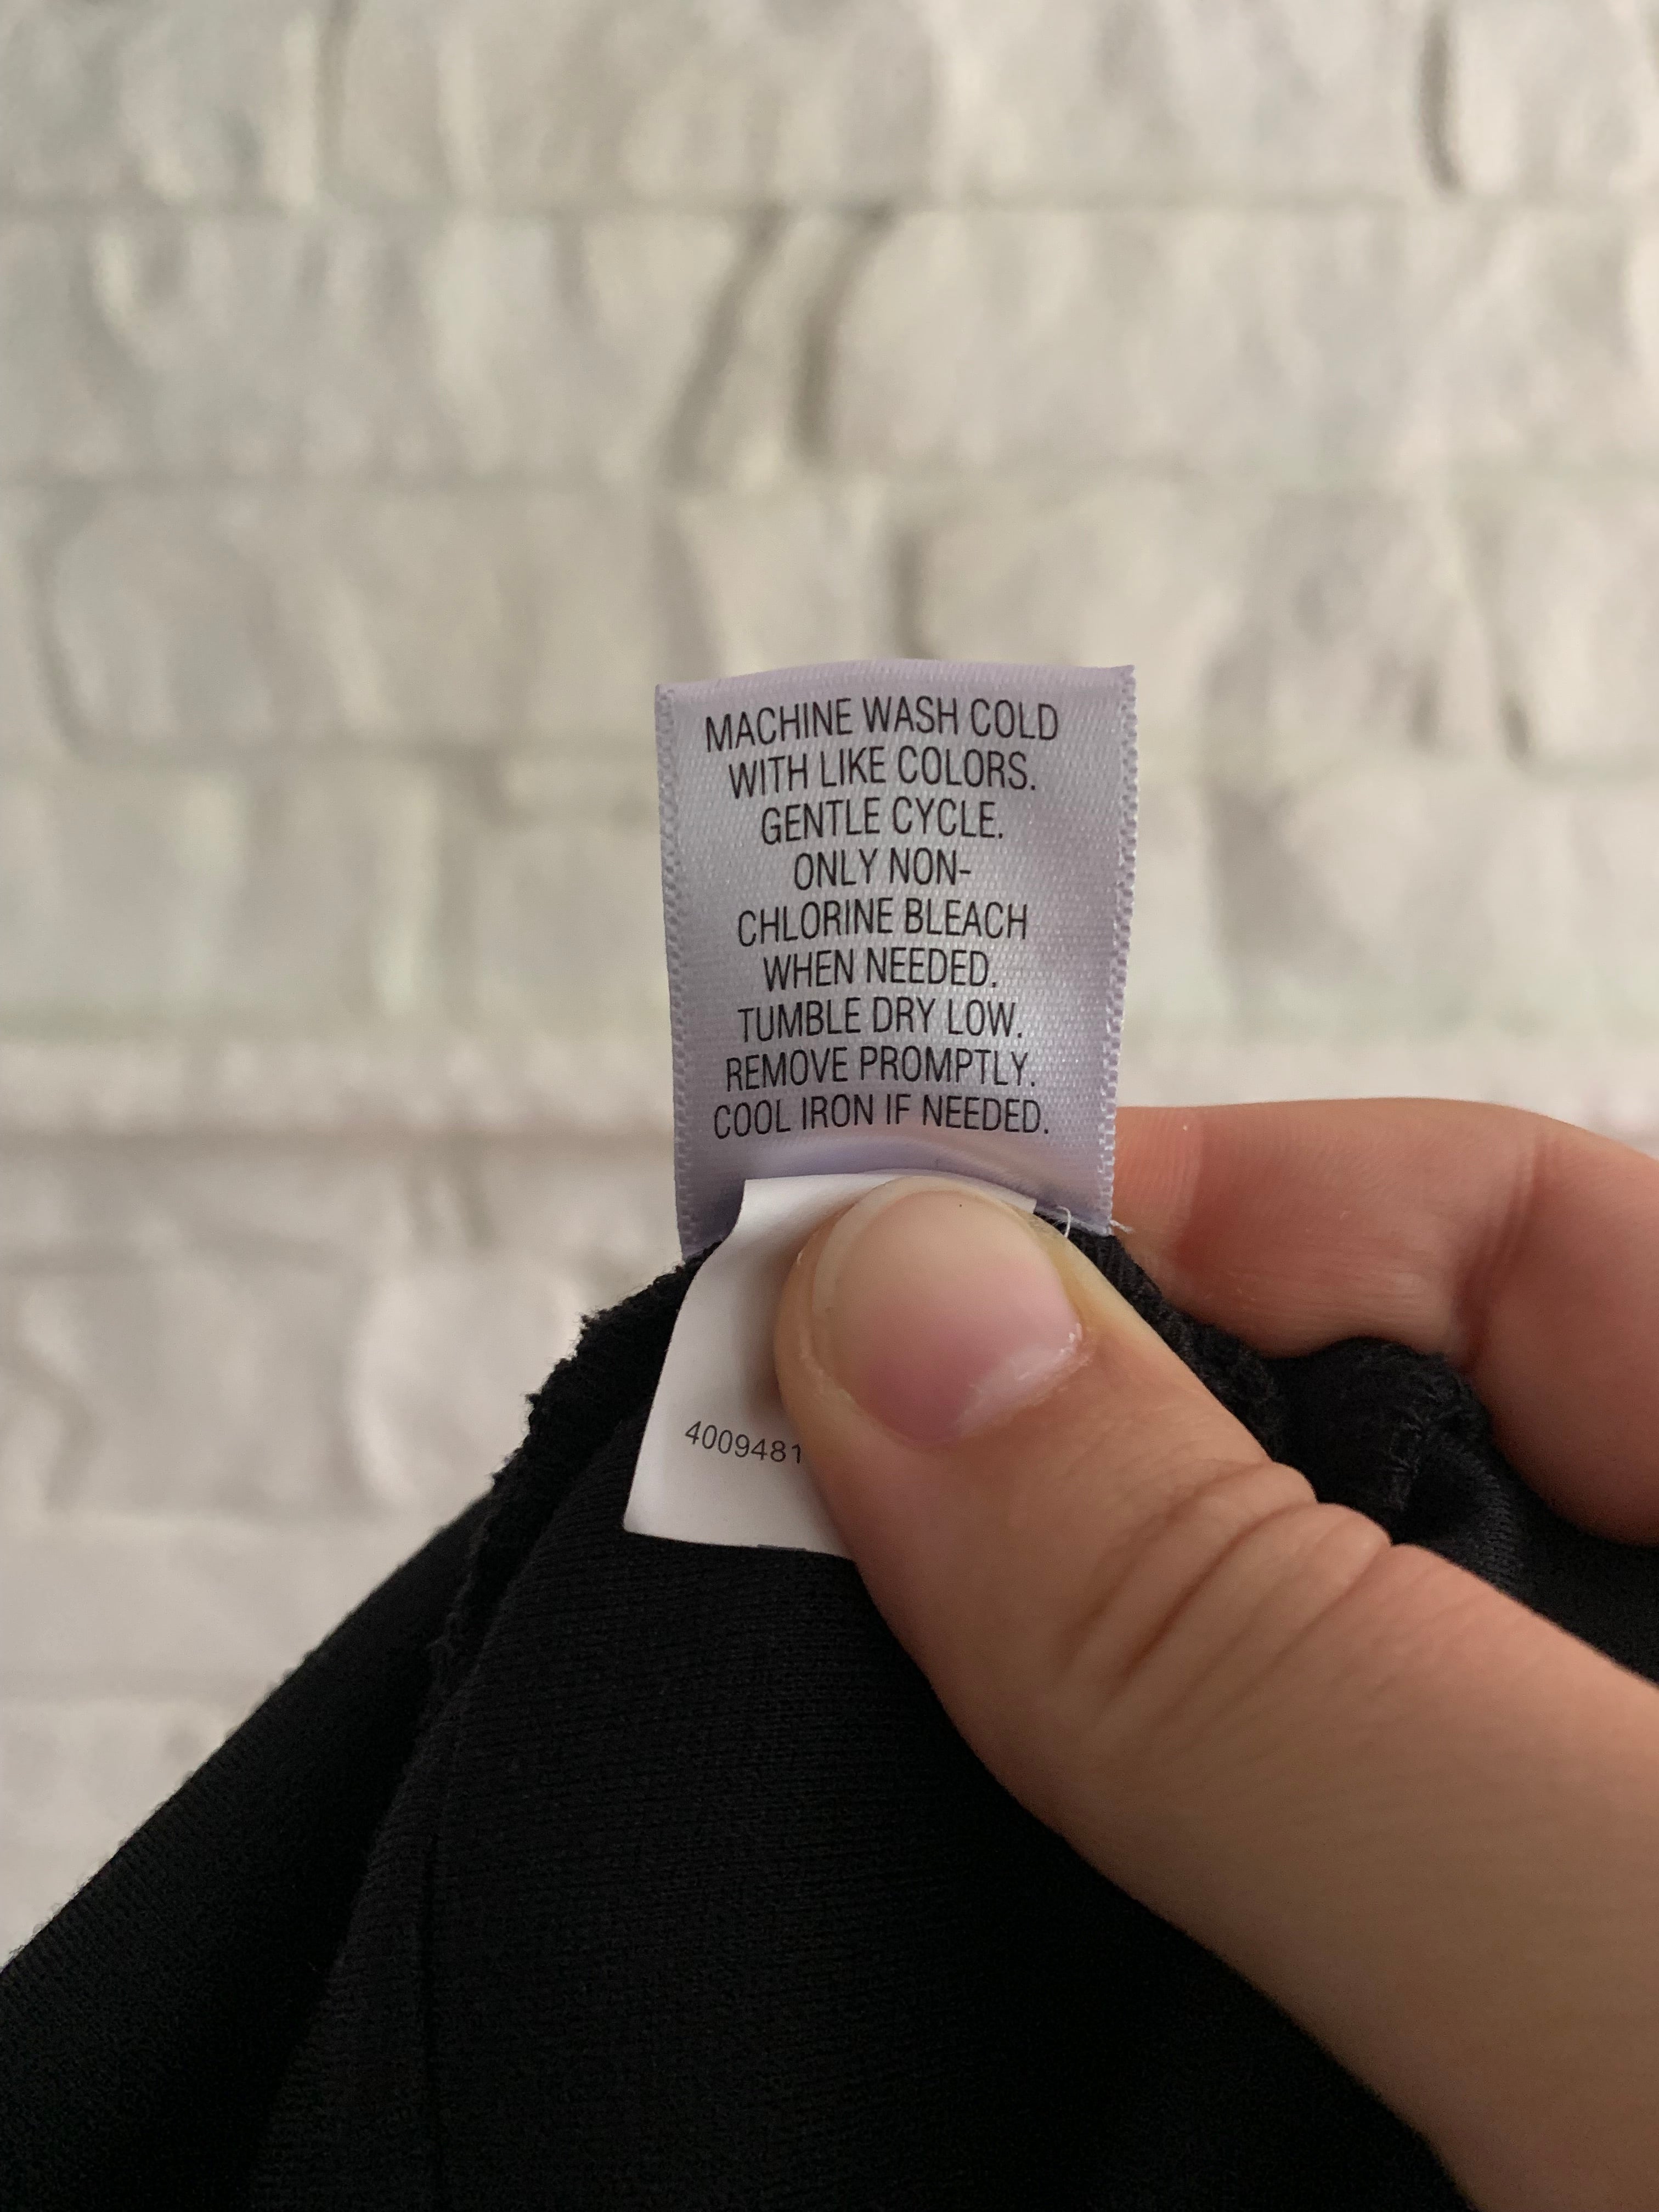 MACHINE WASH COLD
WITH LIKE COLORS.
GENTLE CYCLE.
ONLY NON-
CHLORINE BLEACH
WHEN NEEDED.
TUMBLE DRY LOW.
REMOVE PROMPTLY.
COOL IRON IF NEEDED.
4009481